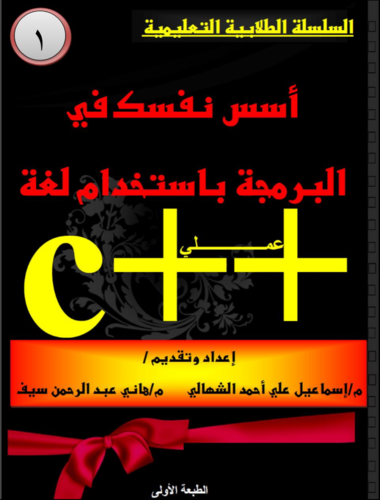 السلسلة الطلابية التعليمية
١
أسس نفسك في
البرمجة باستخدام لغة
c++
عمــــلي
إعداد وتقديم /
م/إسماعيل علي أحمد الشهالي م/هاني عبد الرحمن سيف
الطبعة الأولى